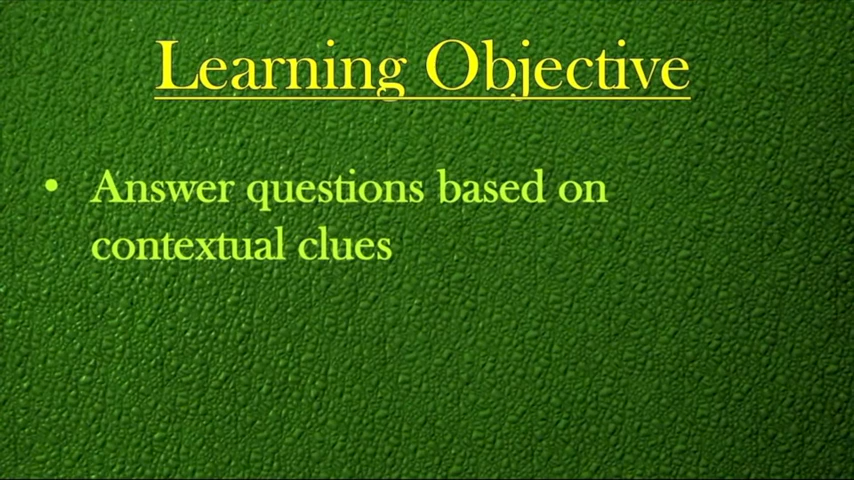 Learning Objective
• Answer questions based on
contextual clues